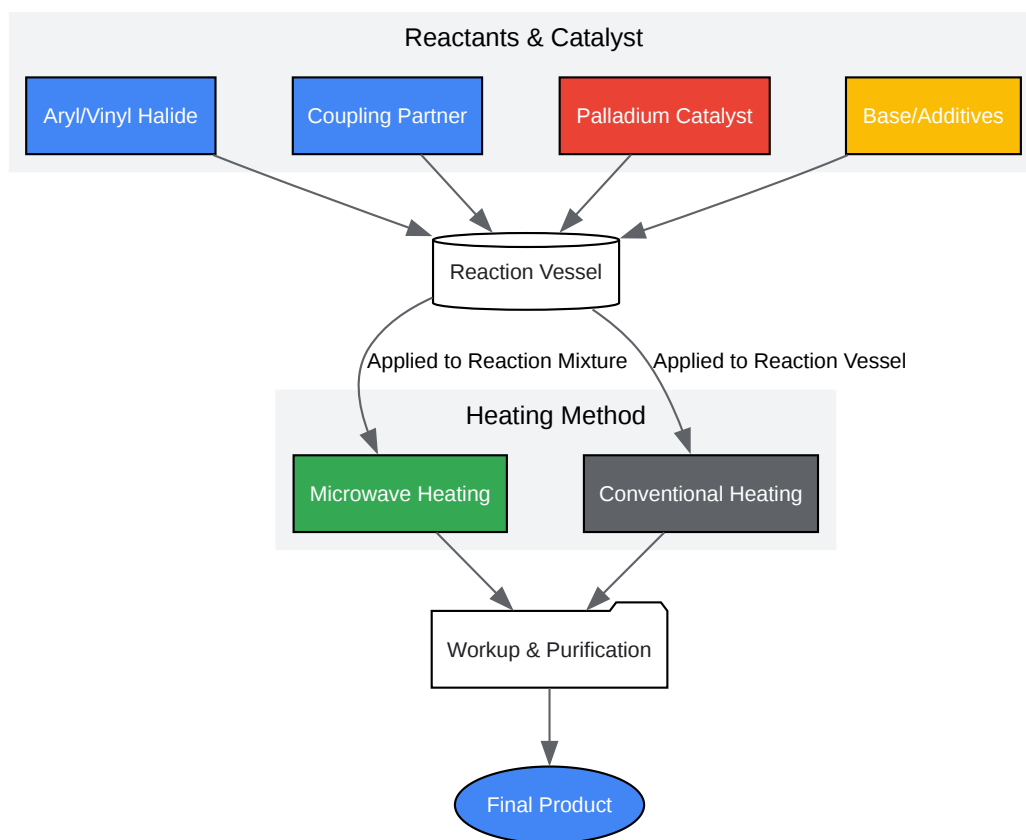 Reactants & Catalyst
Aryl/Vinyl Halide
Coupling Partner
Palladium Catalyst
Base/Additives
Reaction Vessel
Applied to Reaction Mixture
Applied to Reaction Vessel
Heating Method
Microwave Heating
Conventional Heating
Workup & Purification
Final Product